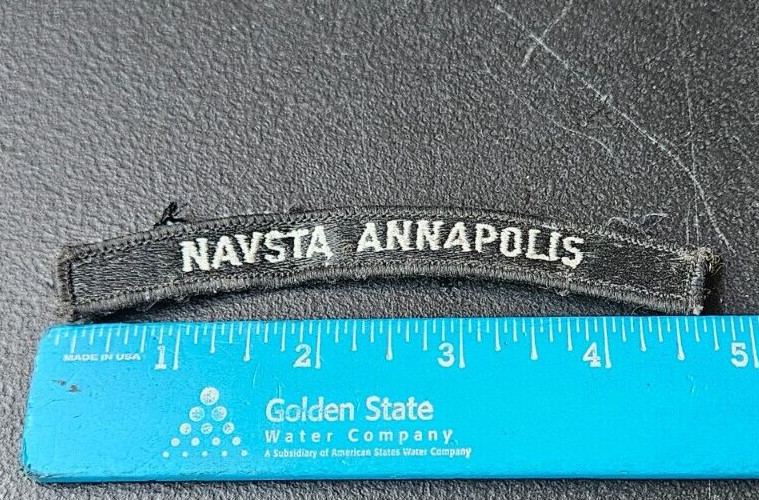 NAVSTA ANNAPOLIS
MADE IN USA 1 2 3 4 5
Golden State
Water Company
A Subsidiary of American States Water Company